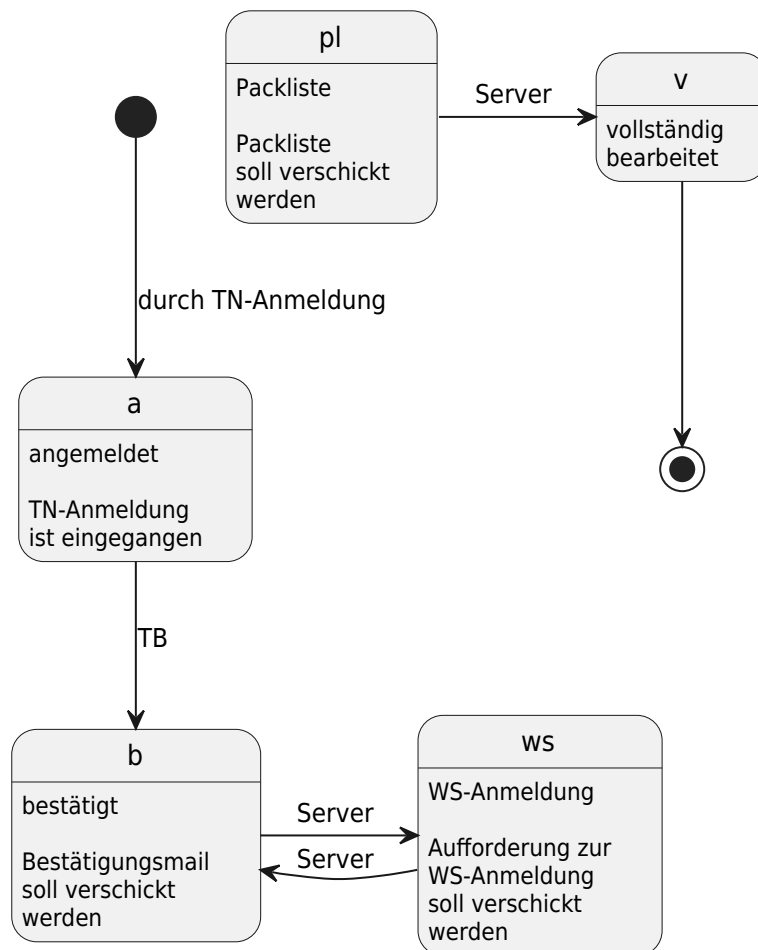 pl
Packliste
Packliste
soll verschickt
werden
Server
v
vollständig
bearbeitet
durch TN-Anmeldung
a
angemeldet
TN-Anmeldung
ist eingegangen
TB
b
bestätigt
Bestätigungsmail
soll verschickt
werden
Server
Server
ws
WS-Anmeldung
Aufforderung zur
WS-Anmeldung
soll verschickt
werden